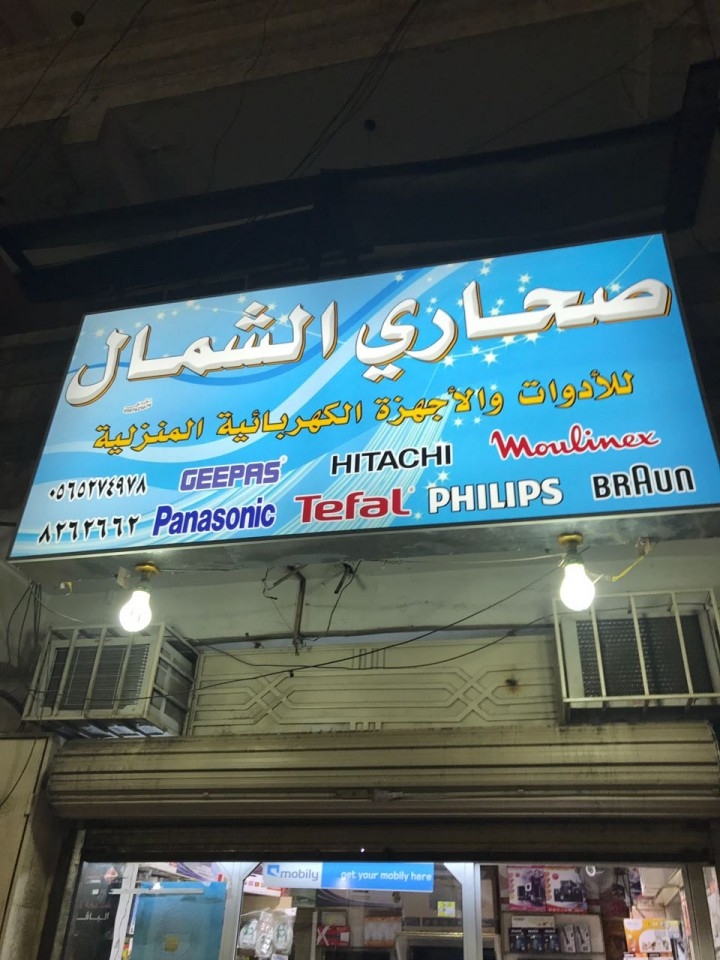 صحاري الشمال
للأدوات والأجهزة الكهربائية المنزلية
٠٥٦٥٢٧٤٩٧٨ GEEPAS HITACHI Moulinex
٨٢٦٢٦٦٢ Panasonic Tefal PHILIPS BRAUN
mobily get your mobily here